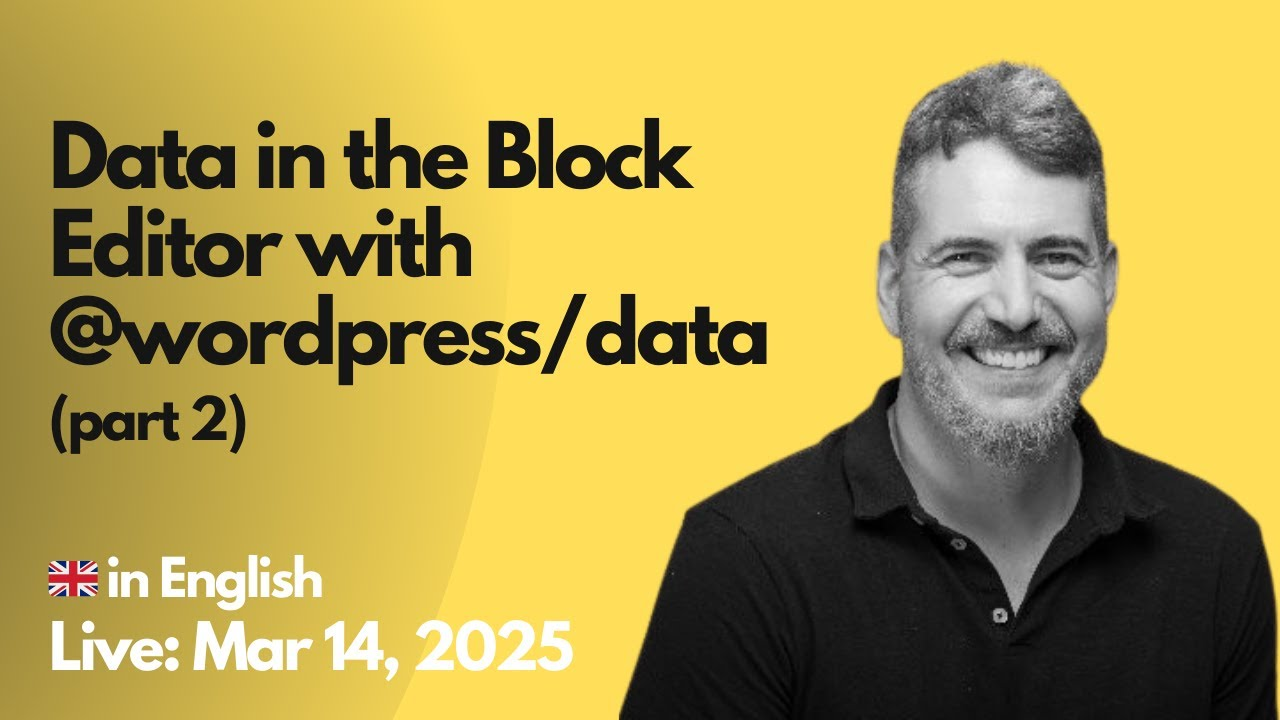 Data in the Block
Editor with
@wordpress/data
(part 2)
in English
Live: Mar 14, 2025